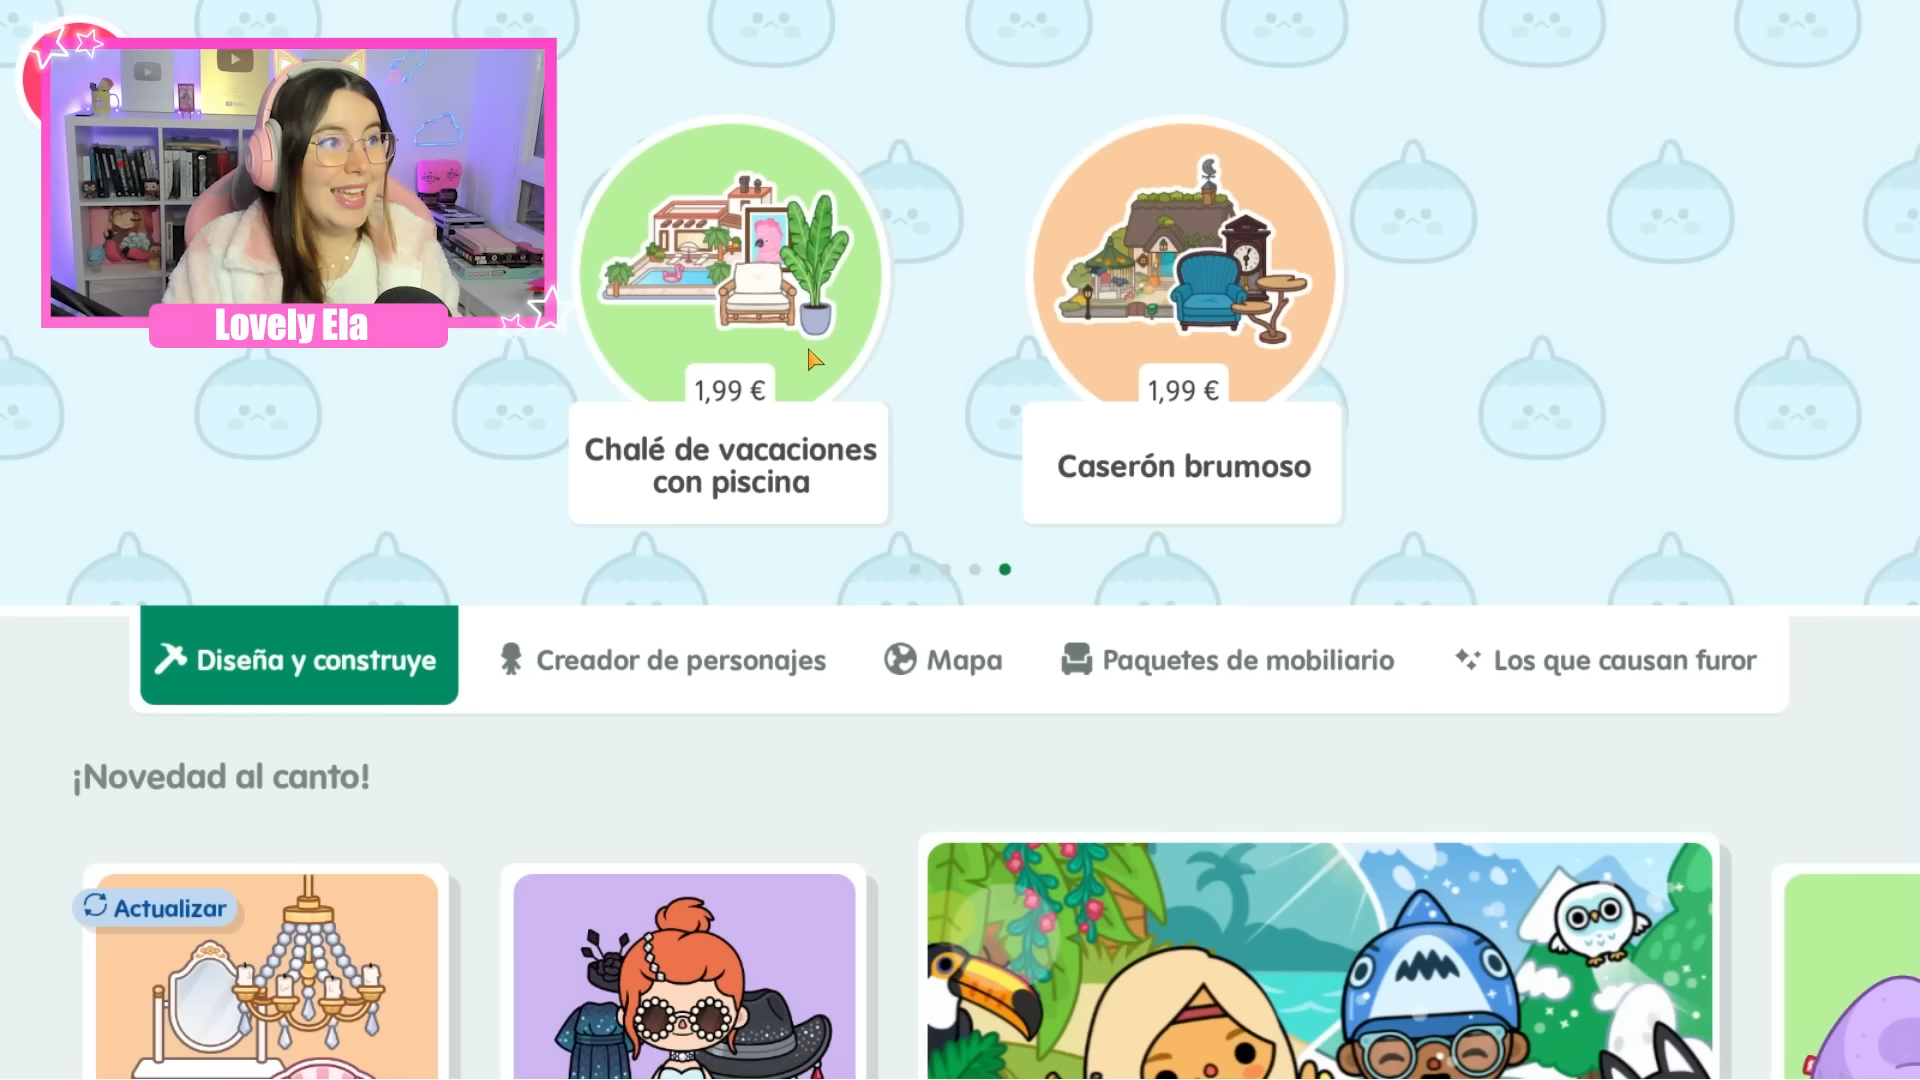 Lovely Ela
1,99 €
1,99 €
Chalé de vacaciones
con piscina
Caserón brumoso
Diseña y construye
Creador de personajes
Mapa
Paquetes de mobiliario
Los que causan furor
¡Novedad al canto!
Actualizar